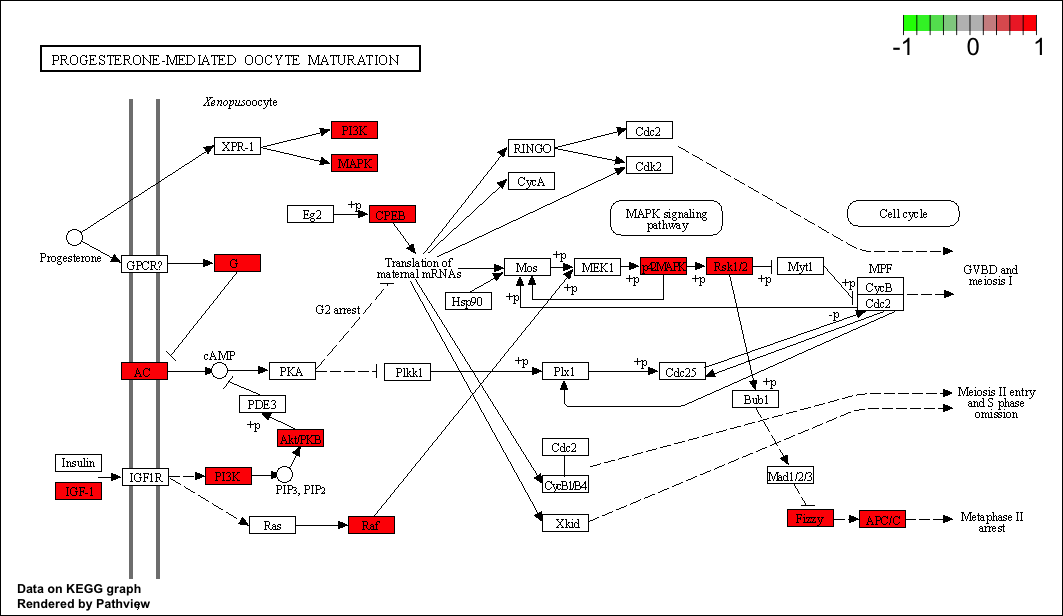 -1 0 1
PROGESTERONE-MEDIATED OOCYTE MATURATION
Xenopusoocyte
PI3K
XPR-1
MAPK
RINGO
Cdc2
Cdk2
CycA
Eg2
+p
CPEB
MAPK signaling
pathway
Cell cycle
Progesterone
GPCR?
G
Translation of
maternal mRNAs
Mos
+p
MEK1
+p
p42MAPK
+p
Rsk1/2
+p
Myt1
+p
MPF
CycB
Cdc2
GVBD and
meiosis I
Hsp90
+p
+p
-p
G2 arrest
cAMP
AC
PKA
Plkk1
+p
Plx1
+p
Cdc25
PDE3
+p
+p
Bub1
Meiosis II entry
and S phase
omission
Akt/PKB
Cdc2
CycB1/B4
Insulin
IGF-1
IGF1R
PI3K
PIP3, PIP2
Mad1/2/3
Ras
Raf
Xkid
Fizzy
APC/C
Metaphase II
arrest
Data on KEGG graph
Rendered by Pathview